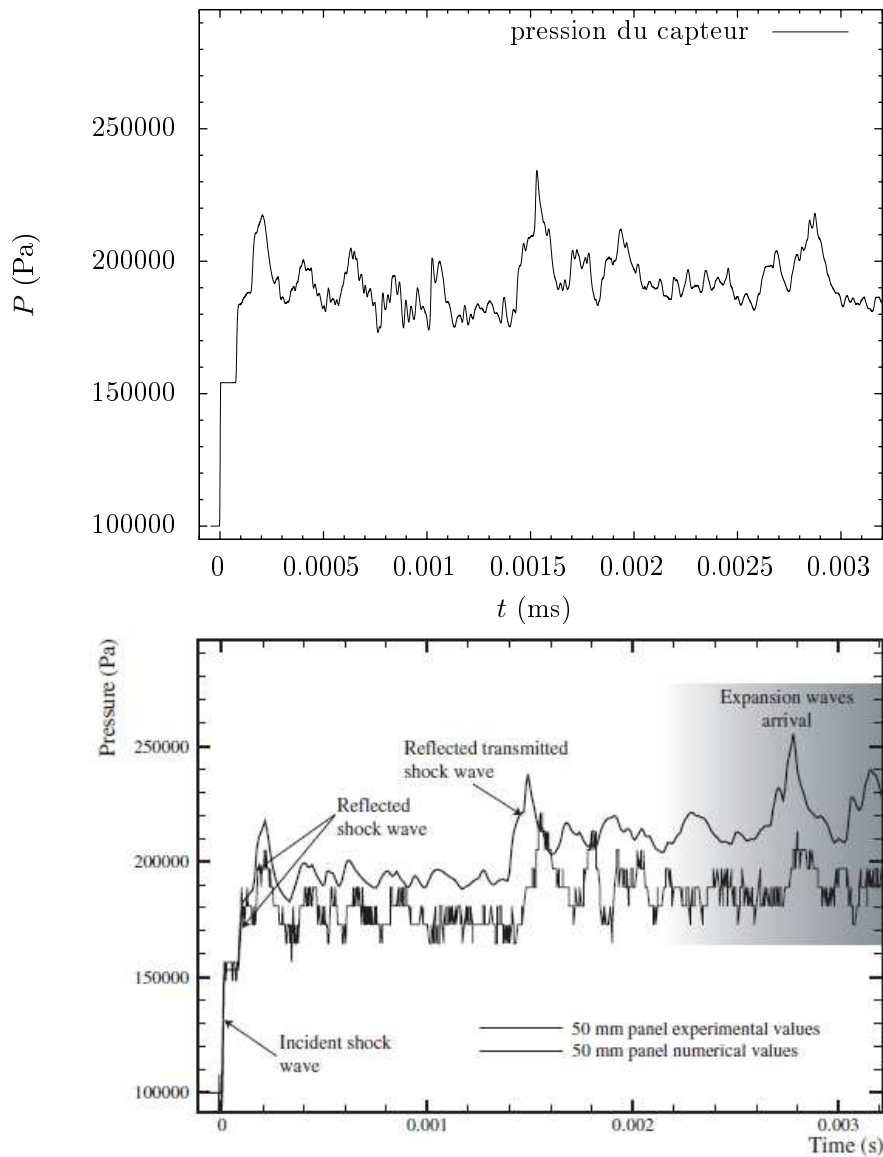 pression du capteur
250000
200000
150000
100000
P (Pa)
0 0.0005 0.001 0.0015 0.002 0.0025 0.003
t (ms)
Pressure (Pa)
Expansion waves
arrival
250000
Reflected transmitted
shock wave
Reflected
shock wave
200000
150000
Incident shock
wave
50 mm panel experimental values
50 mm panel numerical values
100000
0 0.001 0.002 0.003
Time (s)